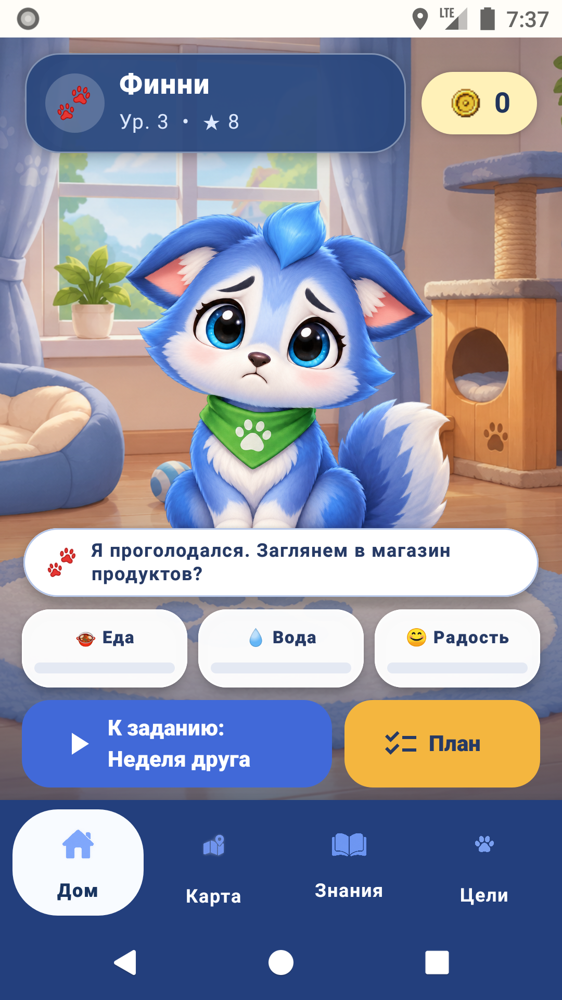 LTE 7:37
Финни
Ур. 3 • ★ 8
0
Я проголодался. Заглянем в магазин
продуктов?
Еда
Вода
Радость
К заданию:
Неделя друга
План
Дом
Карта
Знания
Цели